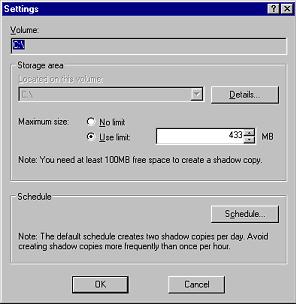 Settings
Volume:
C:\
Storage area
Located on this volume:
C:\
Details...
Maximum size:
No limit
Use limit:
433
MB
Note: You need at least 100MB free space to create a shadow copy.
Schedule
Schedule...
Note: The default schedule creates two shadow copies per day. Avoid
creating shadow copies more frequently than once per hour.
OK
Cancel